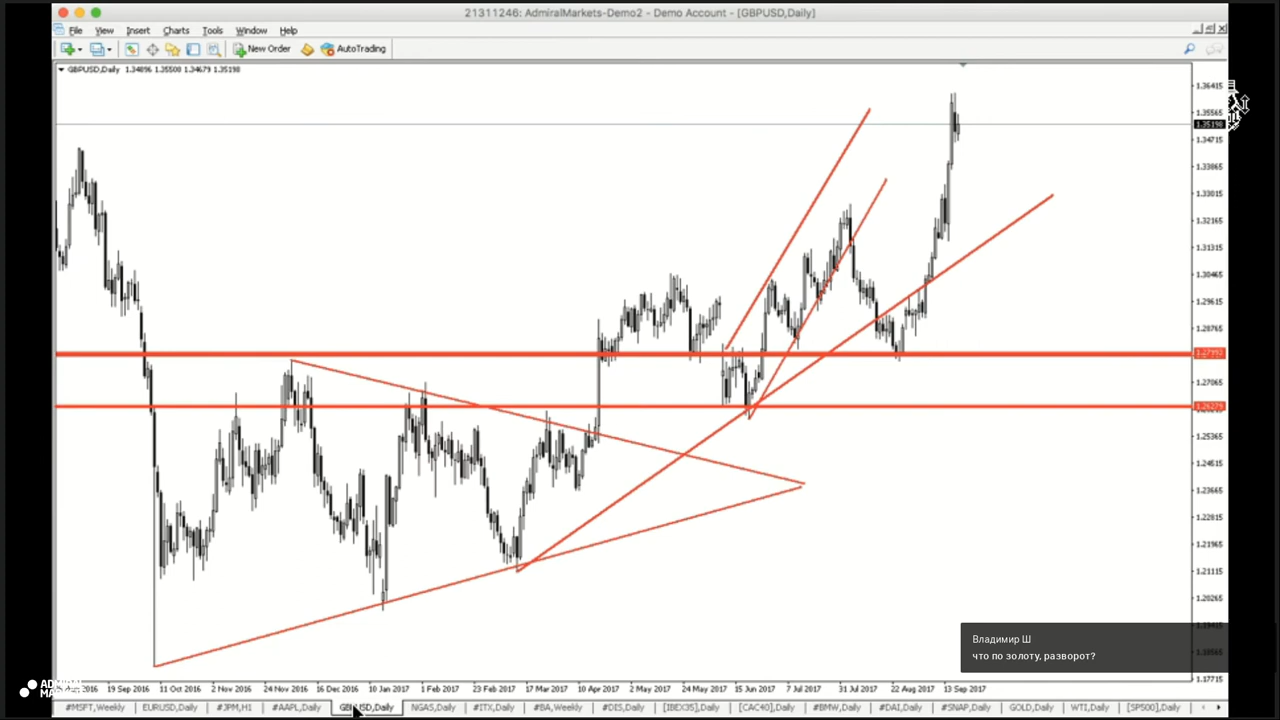 21311246: AdmiralMarkets-Demo2 - Demo Account - [GBPUSD,Daily]
File View Insert Charts Tools Window Help
New Order AutoTrading
GBPUSD,Daily 1.34896 1.35500 1.34679 1.35198
1.36415
1.35565
1.35198
1.34715
1.33865
1.33015
1.32165
1.31315
1.30465
1.29615
1.28765
1.27065
1.26279
1.25365
1.24515
1.23665
1.22815
1.21965
1.21115
1.20265
1.17715
Владимир Ш
что по золоту, разворот?
ADMIRAL
2016 19 Sep 2016 11 Oct 2016 2 Nov 2016 24 Nov 2016 16 Dec 2016 10 Jan 2017 1 Feb 2017 23 Feb 2017 17 Mar 2017 10 Apr 2017 2 May 2017 24 May 2017 15 Jun 2017 7 Jul 2017 31 Jul 2017 22 Aug 2017 13 Sep 2017
#MSFT,Weekly EURUSD,Daily #JPM,H1 #AAPL,Daily GBPUSD,Daily NGAS,Daily #ITX,Daily #BA,Weekly #DIS,Daily [IBEX35],Daily [CAC40],Daily #BMW,Daily #DAI,Daily #SNAP,Daily GOLD,Daily WTI,Daily [SP500],Daily